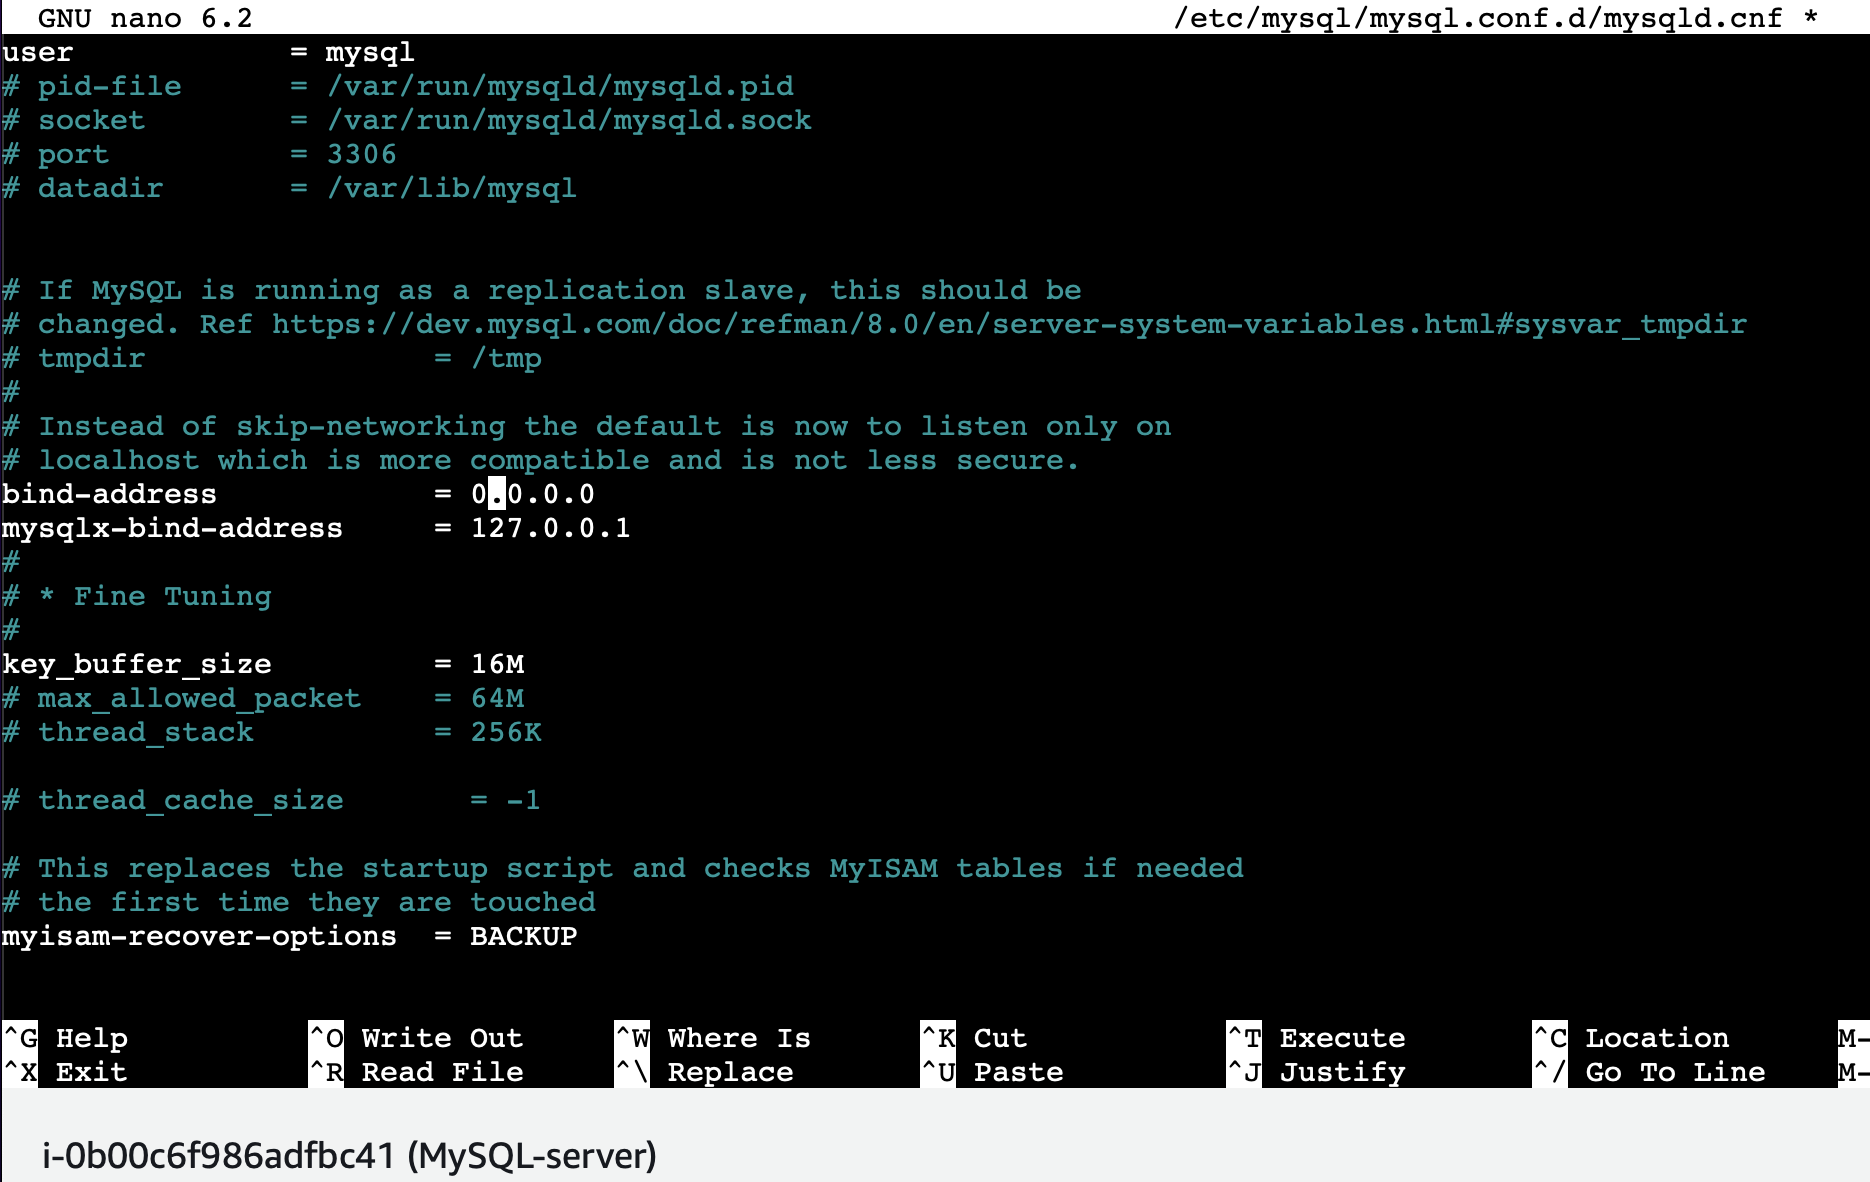 GNU nano 6.2 /etc/mysql/mysql.conf.d/mysqld.cnf *
user = mysql
# pid-file = /var/run/mysqld/mysqld.pid
# socket = /var/run/mysqld/mysqld.sock
# port = 3306
# datadir = /var/lib/mysql
# If MySQL is running as a replication slave, this should be
# changed. Ref https://dev.mysql.com/doc/refman/8.0/en/server-system-variables.html#sysvar_tmpdir
# tmpdir = /tmp
#
# Instead of skip-networking the default is now to listen only on
# localhost which is more compatible and is not less secure.
bind-address = 0.0.0.0
mysqlx-bind-address = 127.0.0.1
#
# * Fine Tuning
#
key_buffer_size = 16M
# max_allowed_packet = 64M
# thread_stack = 256K
# thread_cache_size = -1
# This replaces the startup script and checks MyISAM tables if needed
# the first time they are touched
myisam-recover-options = BACKUP
^G Help ^O Write Out ^W Where Is ^K Cut ^T Execute ^C Location M-
^X Exit ^R Read File ^\ Replace ^U Paste ^J Justify ^/ Go To Line M-
i-0b00c6f986adfbc41 (MySQL-server)